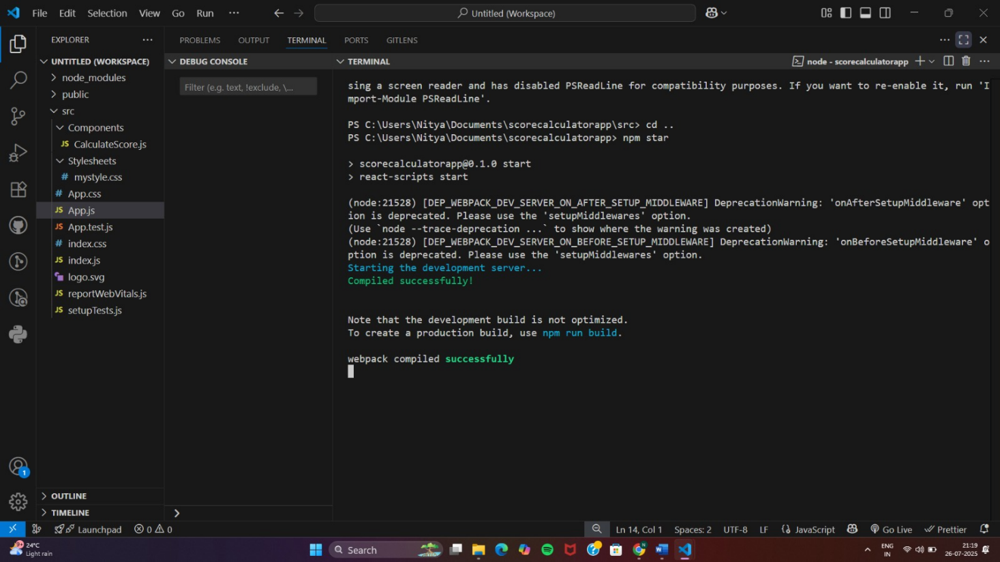 File Edit Selection View Go Run ··· Untitled (Workspace)
EXPLORER ···
PROBLEMS OUTPUT TERMINAL PORTS GITLENS
UNTITLED (WORKSPACE)
node_modules
public
src
Components
JS CalculateScore.js
Stylesheets
# mystyle.css
# App.css
JS App.js
JS App.test.js
# index.css
JS index.js
logo.svg
JS reportWebVitals.js
JS setupTests.js
OUTLINE
TIMELINE
1
DEBUG CONSOLE
Filter (e.g. text, !exclude, \...
TERMINAL
node - scorecalculatorapp
sing a screen reader and has disabled PSReadLine for compatibility purposes. If you want to re-enable it, run 'I
mport-Module PSReadLine'.
PS C:\Users\Nitya\Documents\scorecalculatorapp\src> cd ..
PS C:\Users\Nitya\Documents\scorecalculatorapp> npm star
> scorecalculatorapp@0.1.0 start
> react-scripts start
(node:21528) [DEP_WEBPACK_DEV_SERVER_ON_AFTER_SETUP_MIDDLEWARE] DeprecationWarning: 'onAfterSetupMiddleware' opt
ion is deprecated. Please use the 'setupMiddlewares' option.
(Use `node --trace-deprecation ...` to show where the warning was created)
(node:21528) [DEP_WEBPACK_DEV_SERVER_ON_BEFORE_SETUP_MIDDLEWARE] DeprecationWarning: 'onBeforeSetupMiddleware' o
ption is deprecated. Please use the 'setupMiddlewares' option.
Starting the development server...
Compiled successfully!
Note that the development build is not optimized.
To create a production build, use npm run build.
webpack compiled successfully
Launchpad 0 0 Ln 14, Col 1 Spaces: 2 UTF-8 LF JavaScript Go Live Prettier
24°C
Light rain
Search
ENG
IN
21:19
26-07-2025